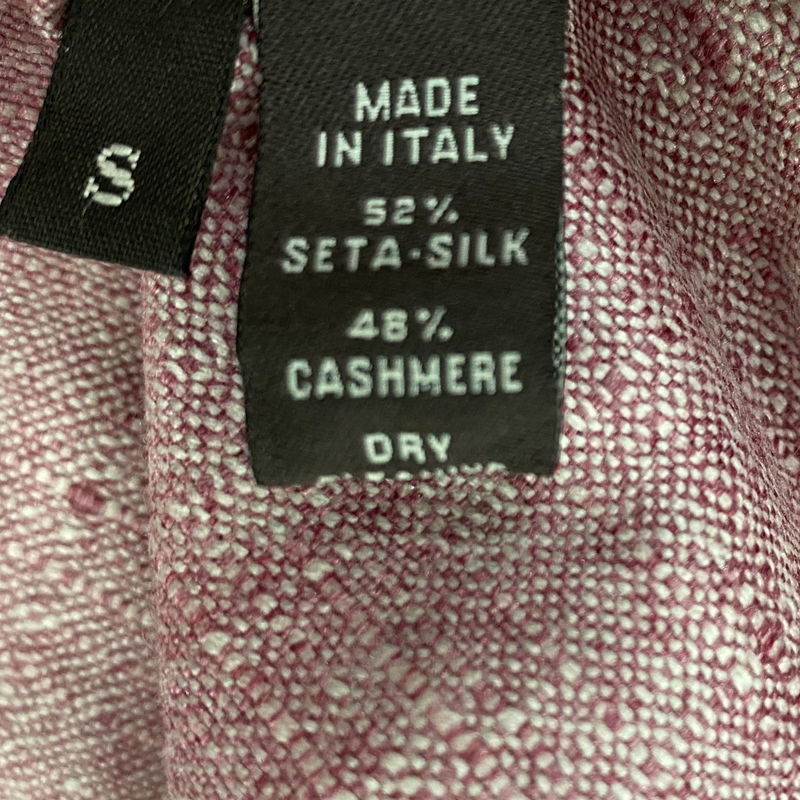 S
MADE
IN ITALY
52%
SETA-SILK
48%
CASHMERE
DRY